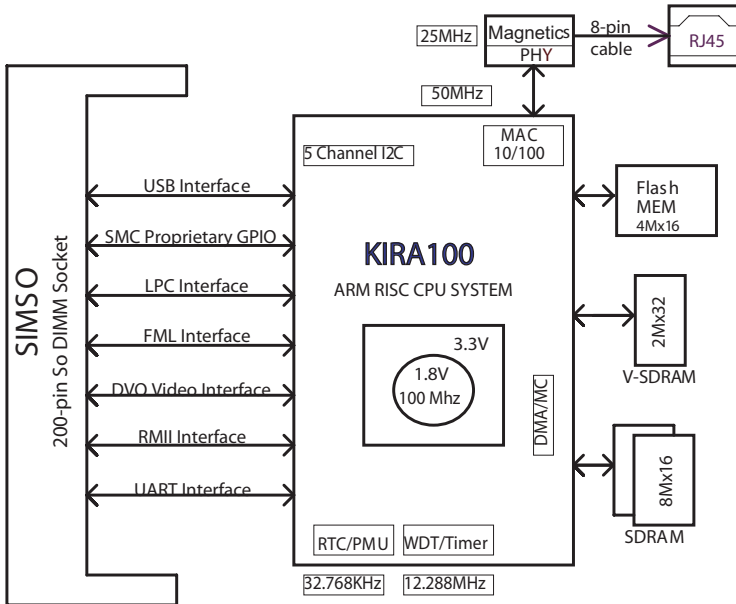 25MHz
Magnetics
PHY
8-pin
cable
RJ45
50MHz
5 Channel I2C
MAC
10/100
SIMSO
200-pin So DIMM Socket
USB Interface
SMC Proprietary GPIO
LPC Interface
FML Interface
DVO Video Interface
RMII Interface
UART Interface
KIRA100
ARM RISC CPU SYSTEM
3.3V
1.8V
100 Mhz
DMA/MC
RTC/PMU
WDT/Timer
32.768KHz
12.288MHz
Flash
MEM
4Mx16
2Mx32
V-SDRAM
8Mx16
SDRAM